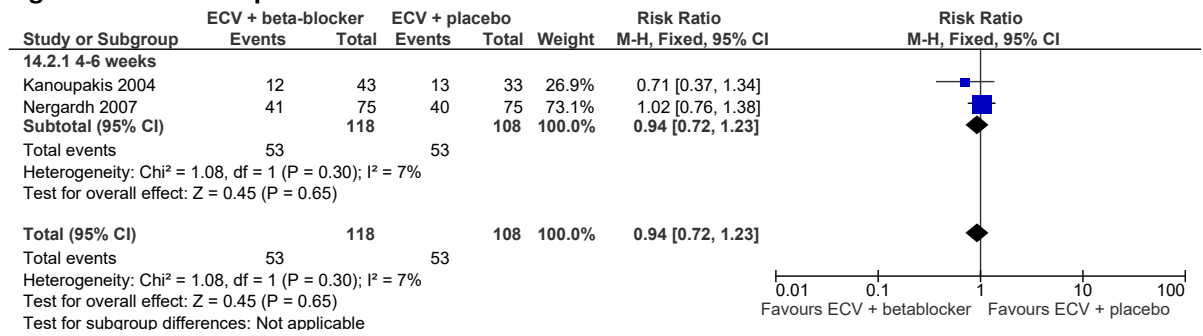 ECV + beta-blocker ECV + placebo Risk Ratio Risk Ratio
Study or Subgroup Events Total Events Total Weight M-H, Fixed, 95% CI M-H, Fixed, 95% CI
14.2.1 4-6 weeks
Kanoupakis 2004 12 43 13 33 26.9% 0.71 [0.37, 1.34]
Nergardh 2007 41 75 40 75 73.1% 1.02 [0.76, 1.38]
Subtotal (95% CI) 118 108 100.0% 0.94 [0.72, 1.23]
Total events 53 53
Heterogeneity: Chi² = 1.08, df = 1 (P = 0.30); I² = 7%
Test for overall effect: Z = 0.45 (P = 0.65)
Total (95% CI) 118 108 100.0% 0.94 [0.72, 1.23]
Total events 53 53
Heterogeneity: Chi² = 1.08, df = 1 (P = 0.30); I² = 7%
Test for overall effect: Z = 0.45 (P = 0.65)
Test for subgroup differences: Not applicable
0.01 0.1 1 10 100
Favours ECV + betablocker Favours ECV + placebo